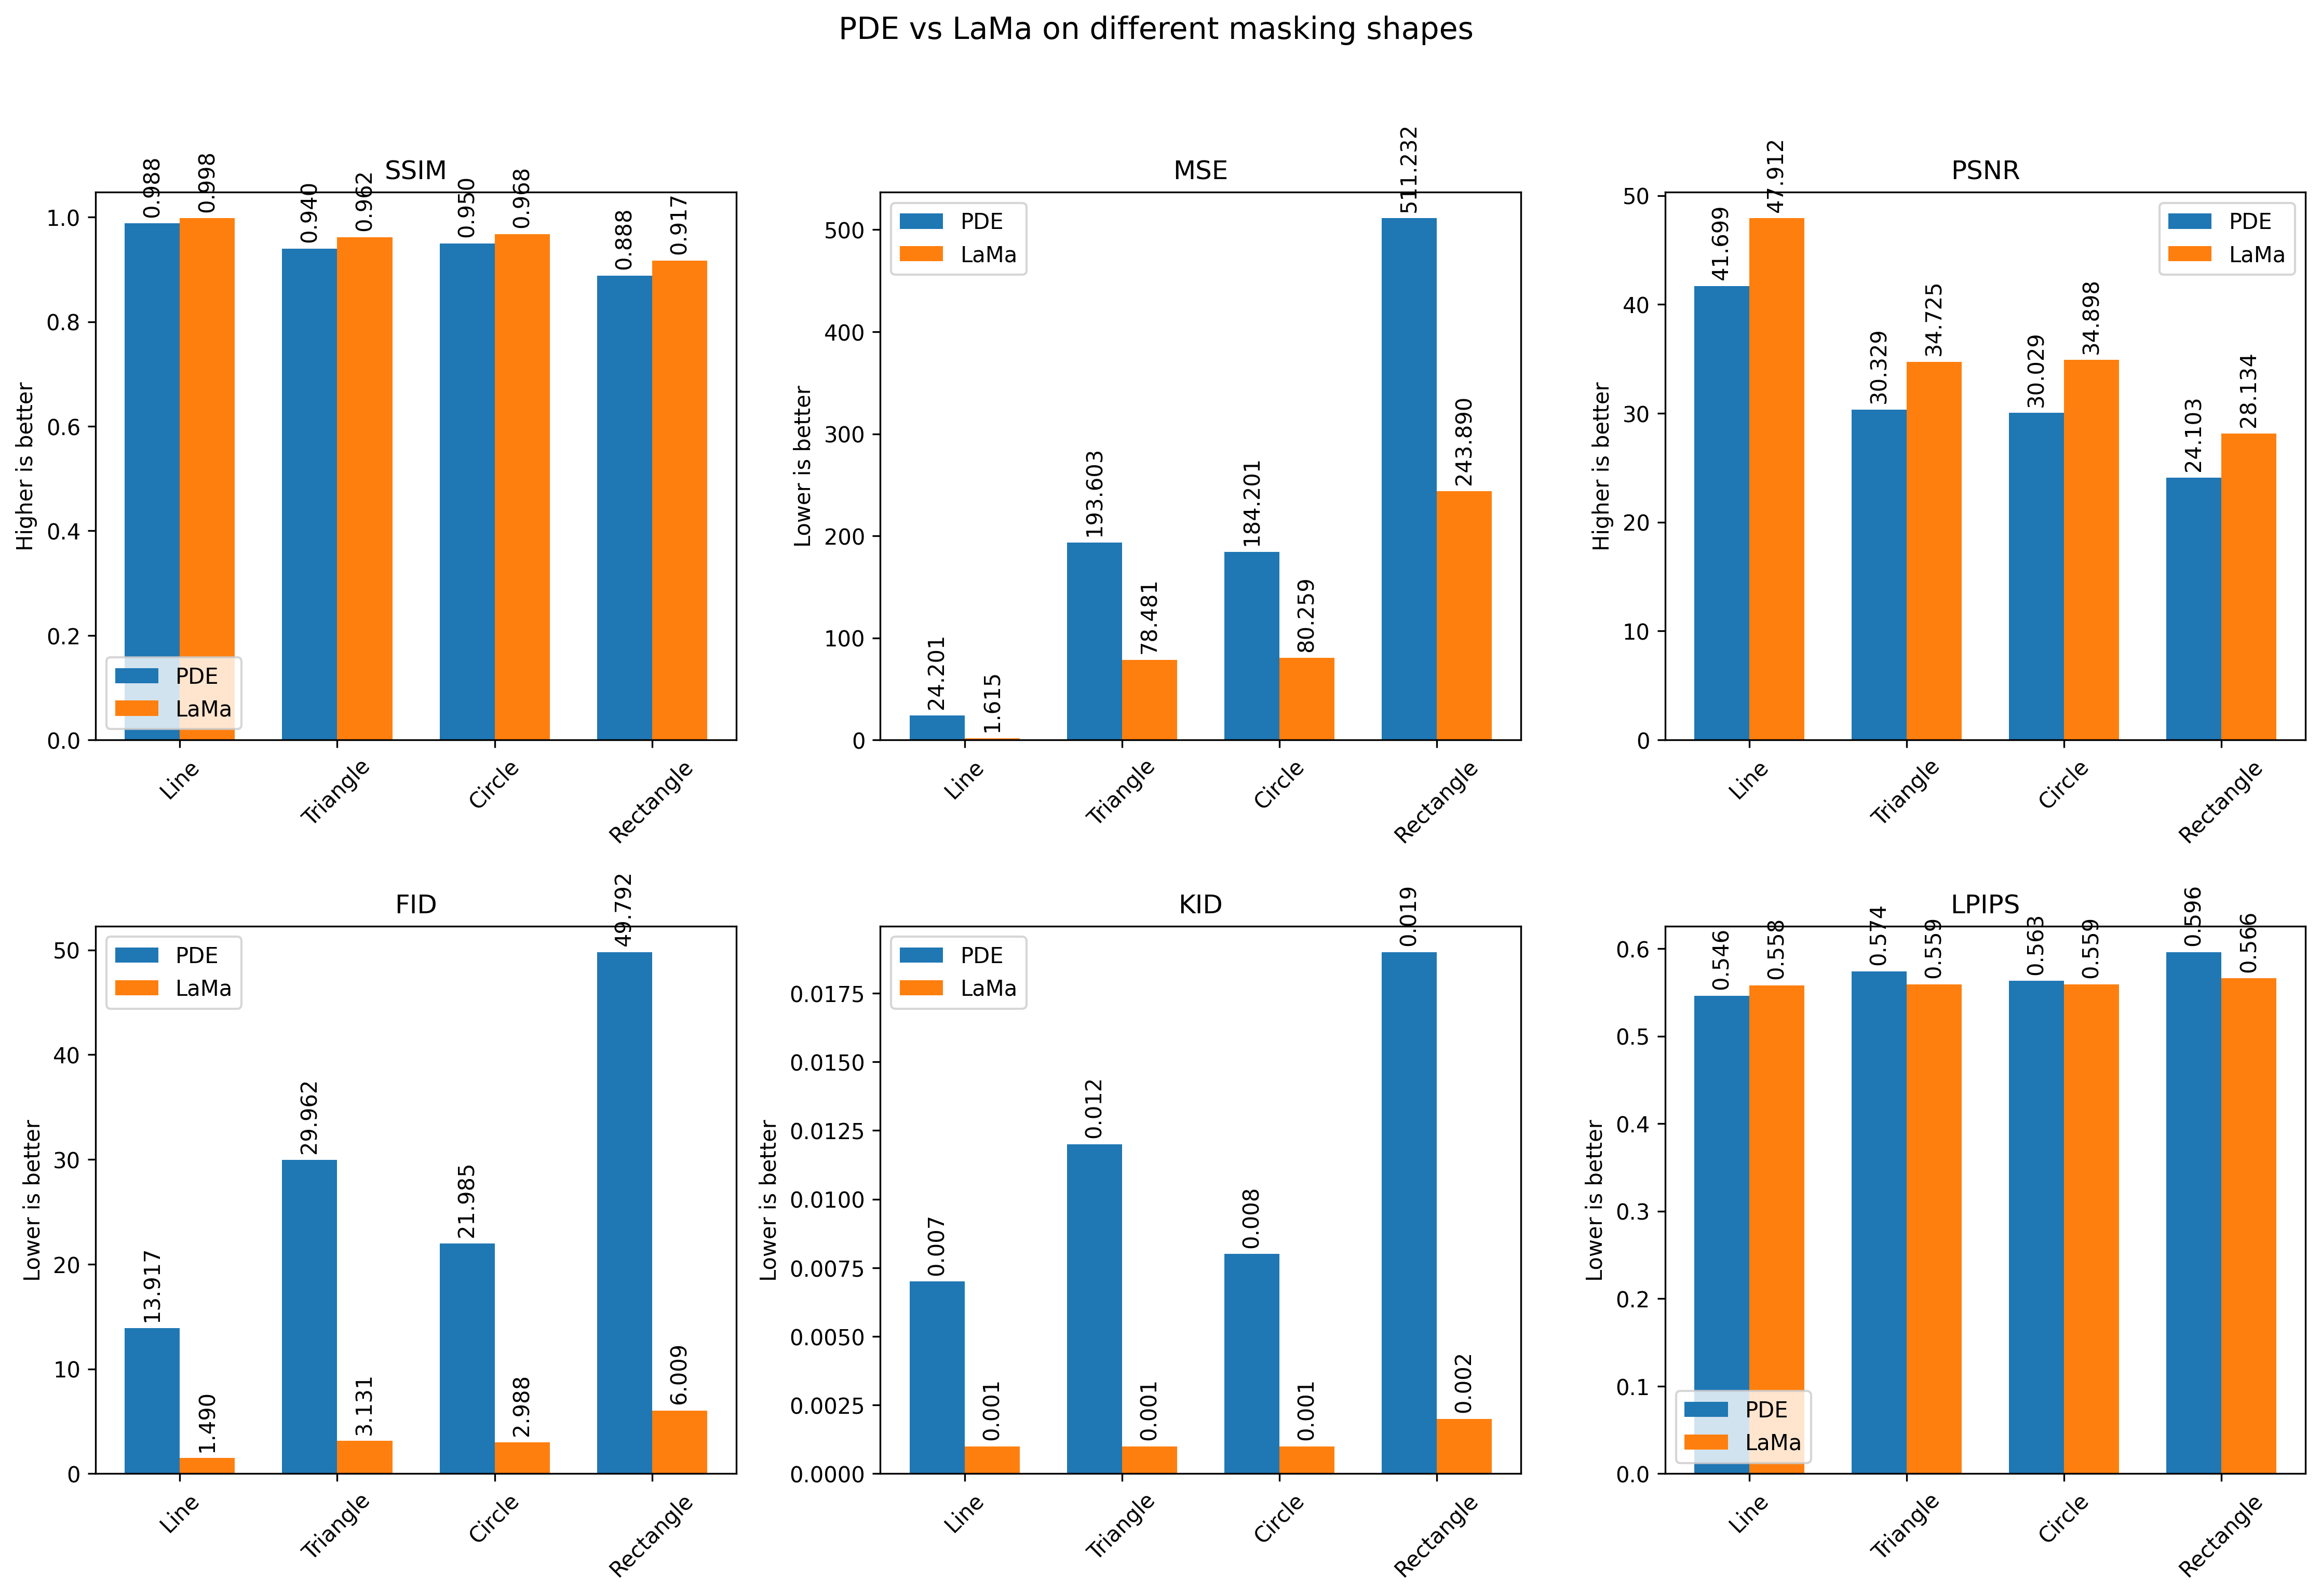 PDE vs LaMa on different masking shapes
SSIM
Higher is better
1.0
0.8
0.6
0.4
0.2
0.0
0.988
0.998
0.940
0.962
0.950
0.968
0.888
0.917
PDE
LaMa
Line
Triangle
Circle
Rectangle
MSE
Lower is better
500
400
300
200
100
0
24.201
1.615
193.603
78.481
184.201
80.259
511.232
243.890
PDE
LaMa
Line
Triangle
Circle
Rectangle
PSNR
Higher is better
50
40
30
20
10
0
41.699
47.912
30.329
34.725
30.029
34.898
24.103
28.134
PDE
LaMa
Line
Triangle
Circle
Rectangle
FID
Lower is better
50
40
30
20
10
0
13.917
1.490
29.962
3.131
21.985
2.988
49.792
6.009
PDE
LaMa
Line
Triangle
Circle
Rectangle
KID
Lower is better
0.0175
0.0150
0.0125
0.0100
0.0075
0.0050
0.0025
0.0000
0.007
0.001
0.012
0.001
0.008
0.001
0.019
0.002
PDE
LaMa
Line
Triangle
Circle
Rectangle
LPIPS
Lower is better
0.6
0.5
0.4
0.3
0.2
0.1
0.0
0.546
0.558
0.574
0.559
0.563
0.559
0.596
0.566
PDE
LaMa
Line
Triangle
Circle
Rectangle